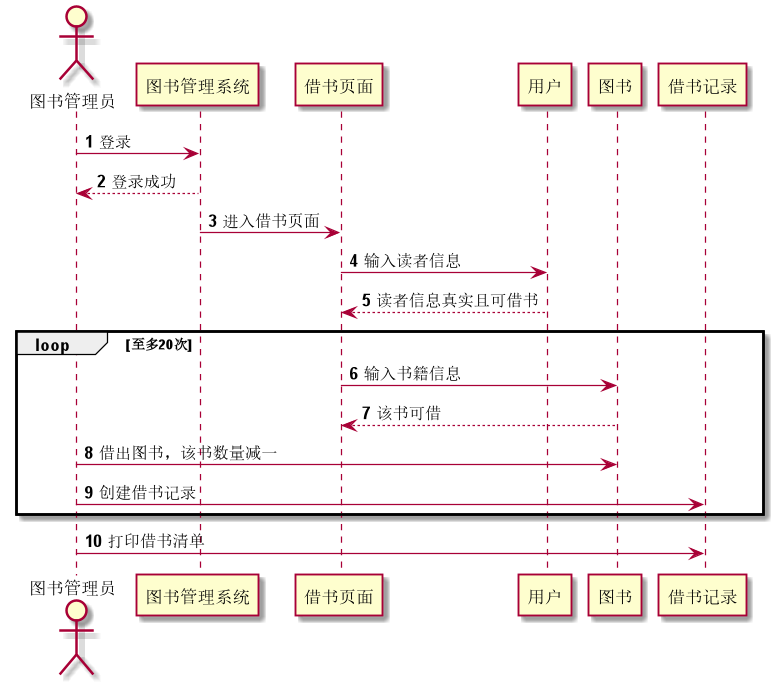 图书管理员
图书管理系统
借书页面
用户
图书
借书记录
1 登录
2 登录成功
3 进入借书页面
4 输入读者信息
5 读者信息真实且可借书
loop [至多20次]
6 输入书籍信息
7 该书可借
8 借出图书，该书数量减一
9 创建借书记录
10 打印借书清单
图书管理员
图书管理系统
借书页面
用户
图书
借书记录